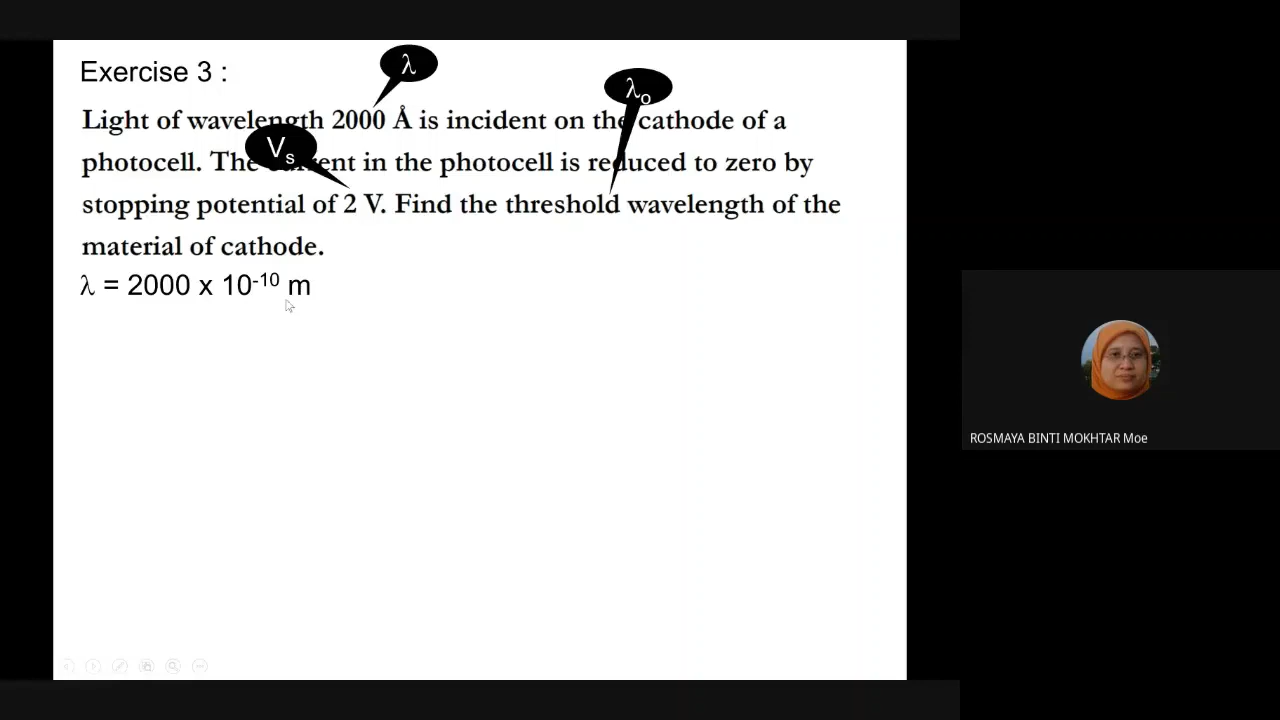 Exercise 3 :
λ
λo
Light of wavelength 2000 Å is incident on the cathode of a
Vs
photocell. The current in the photocell is reduced to zero by
stopping potential of 2 V. Find the threshold wavelength of the
material of cathode.
λ = 2000 x 10-10 m
ROSMAYA BINTI MOKHTAR Moe